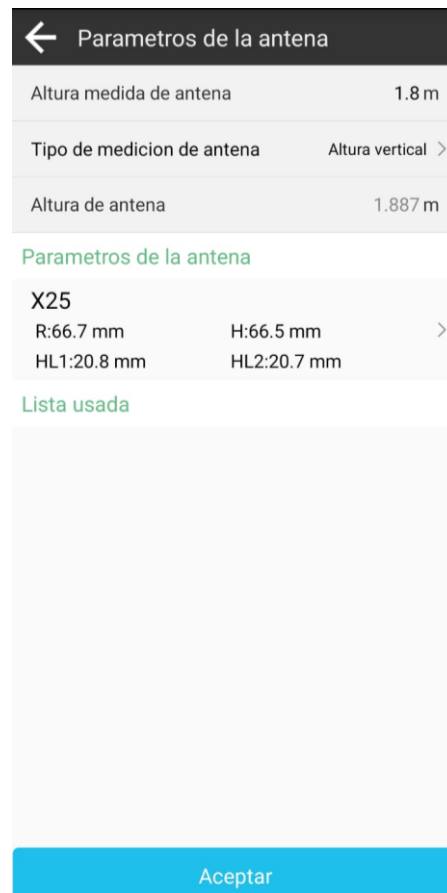 Parametros de la antena
Altura medida de antena 1.8 m
Tipo de medicion de antena Altura vertical
Altura de antena 1.887 m
Parametros de la antena
X25
R:66.7 mm H:66.5 mm
HL1:20.8 mm HL2:20.7 mm
Lista usada
Aceptar